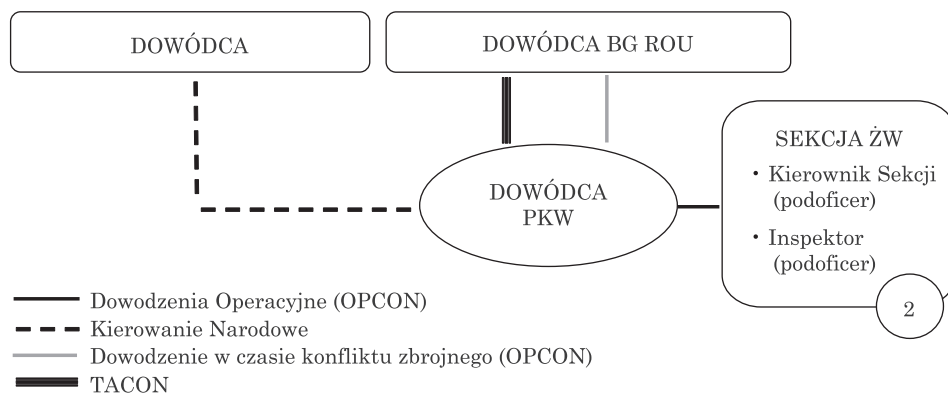 DOWÓDCA
DOWÓDCA BG ROU
DOWÓDCA
PKW
SEKCJA ŻW
• Kierownik Sekcji
(podoficer)
• Inspektor
(podoficer)
2
Dowodzenia Operacyjne (OPCON)
Kierowanie Narodowe
Dowodzenie w czasie konfliktu zbrojnego (OPCON)
TACON